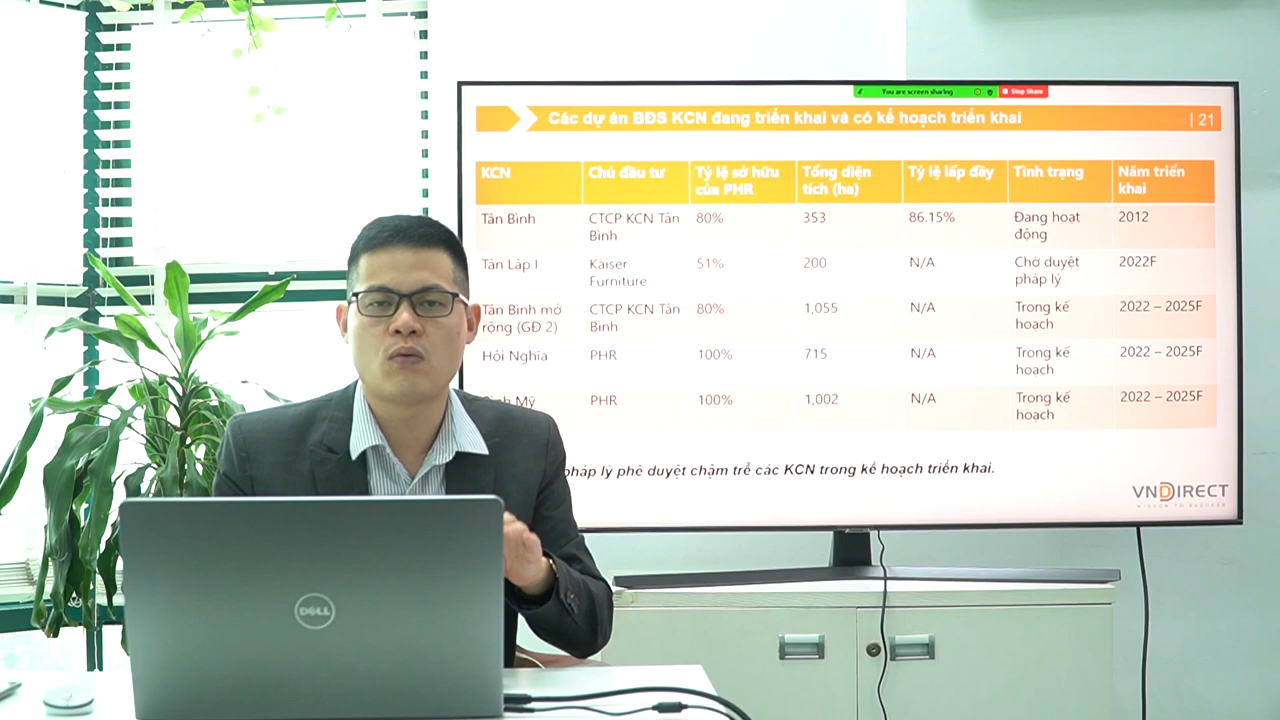 You are screen sharing
Stop Share
Các dự án BĐS KCN đang triển khai và có kế hoạch triển khai
| 21
KCN Chủ đầu tư Tỷ lệ sở hữu của PHR Tổng diện tích (ha) Tỷ lệ lấp đầy Tình trạng Năm triển khai
Tân Bình CTCP KCN Tân Bình 80% 353 86.15% Đang hoạt động 2012
Tân Lập I Kaiser Furniture 51% 200 N/A Chờ duyệt pháp lý 2022F
Tân Bình mở rộng (GĐ 2) CTCP KCN Tân Bình 80% 1,055 N/A Trong kế hoạch 2022 – 2025F
Hội Nghĩa PHR 100% 715 N/A Trong kế hoạch 2022 – 2025F
Mỹ PHR 100% 1,002 N/A Trong kế hoạch 2022 – 2025F
pháp lý phê duyệt chậm trễ các KCN trong kế hoạch triển khai.
VNDIRECT
WISDOM TO SUCCESS
DELL